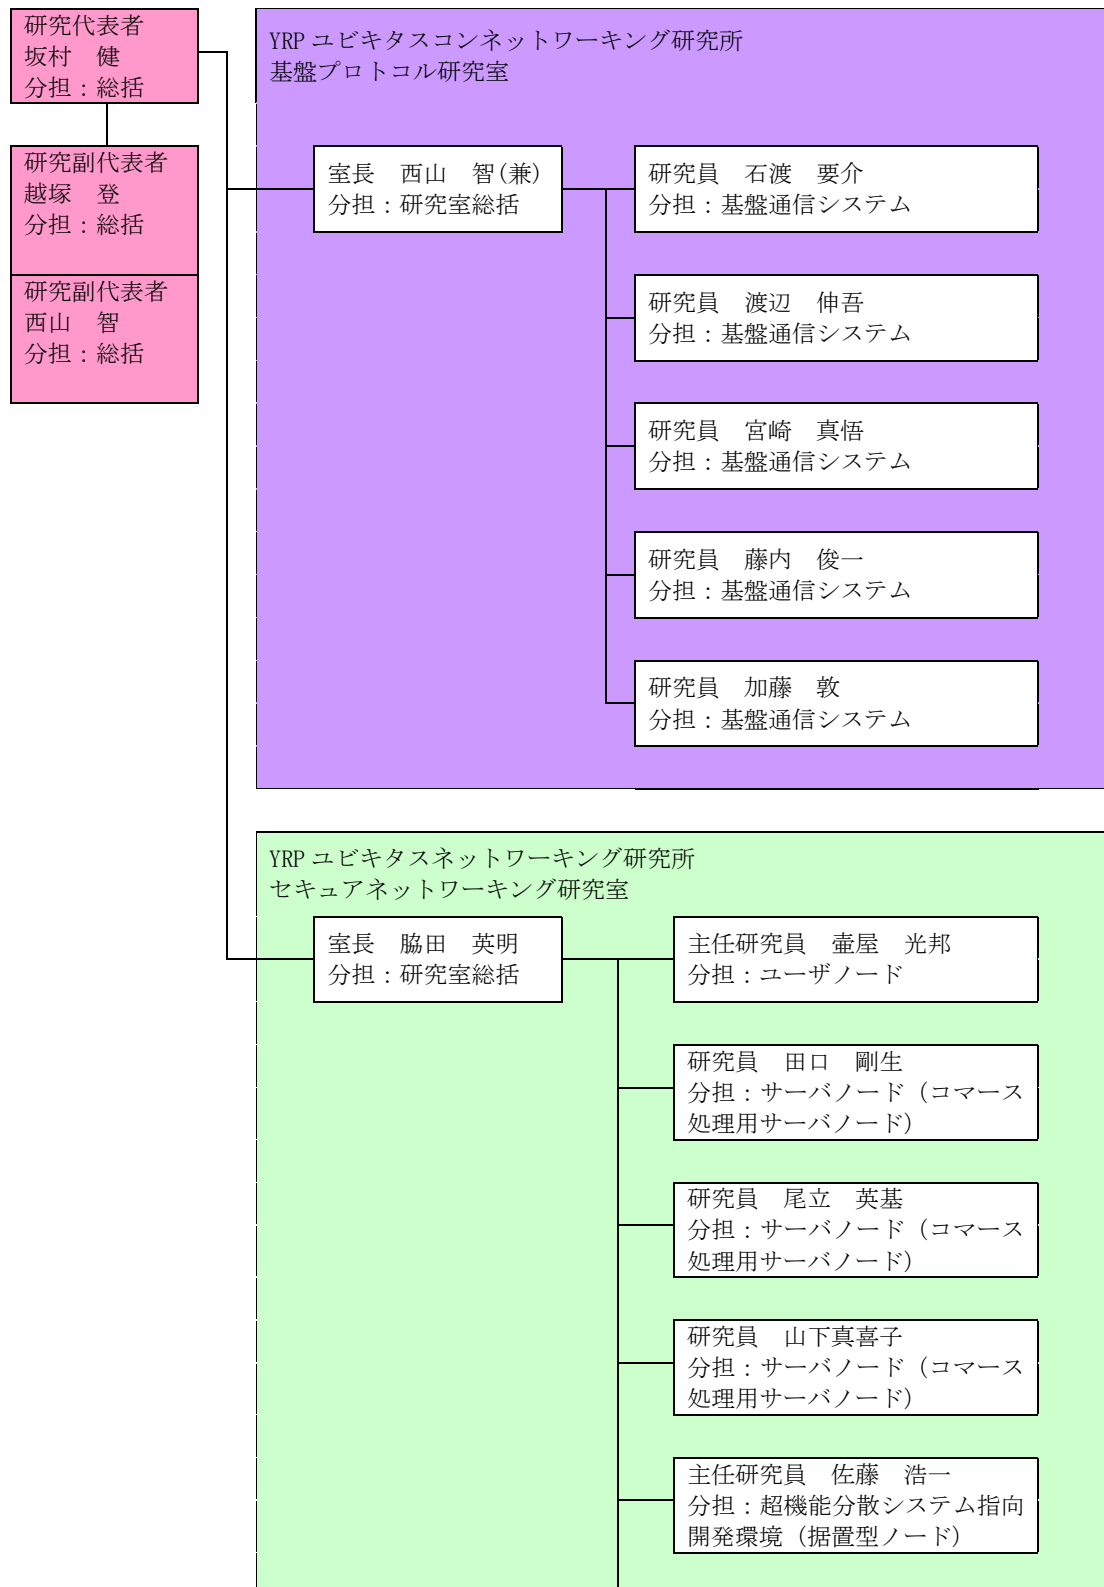 研究代表者
坂村　健
分担：総括
研究副代表者
越塚　登
分担：総括
研究副代表者
西山　智
分担：総括
YRP ユビキタスコンネットワーキング研究所
基盤プロトコル研究室
室長　西山　智(兼)
分担：研究室総括
研究員　石渡　要介
分担：基盤通信システム
研究員　渡辺　伸吾
分担：基盤通信システム
研究員　宮崎　真悟
分担：基盤通信システム
研究員　藤内　俊一
分担：基盤通信システム
研究員　加藤　敦
分担：基盤通信システム
YRP ユビキタスネットワーキング研究所
セキュアネットワーキング研究室
室長　脇田　英明
分担：研究室総括
主任研究員　壷屋　光邦
分担：ユーザノード
研究員　田口　剛生
分担：サーバノード（コマース
処理用サーバノード）
研究員　尾立　英基
分担：サーバノード（コマース
処理用サーバノード）
研究員　山下真喜子
分担：サーバノード（コマース
処理用サーバノード）
主任研究員　佐藤　浩一
分担：超機能分散システム指向
開発環境（据置型ノード）